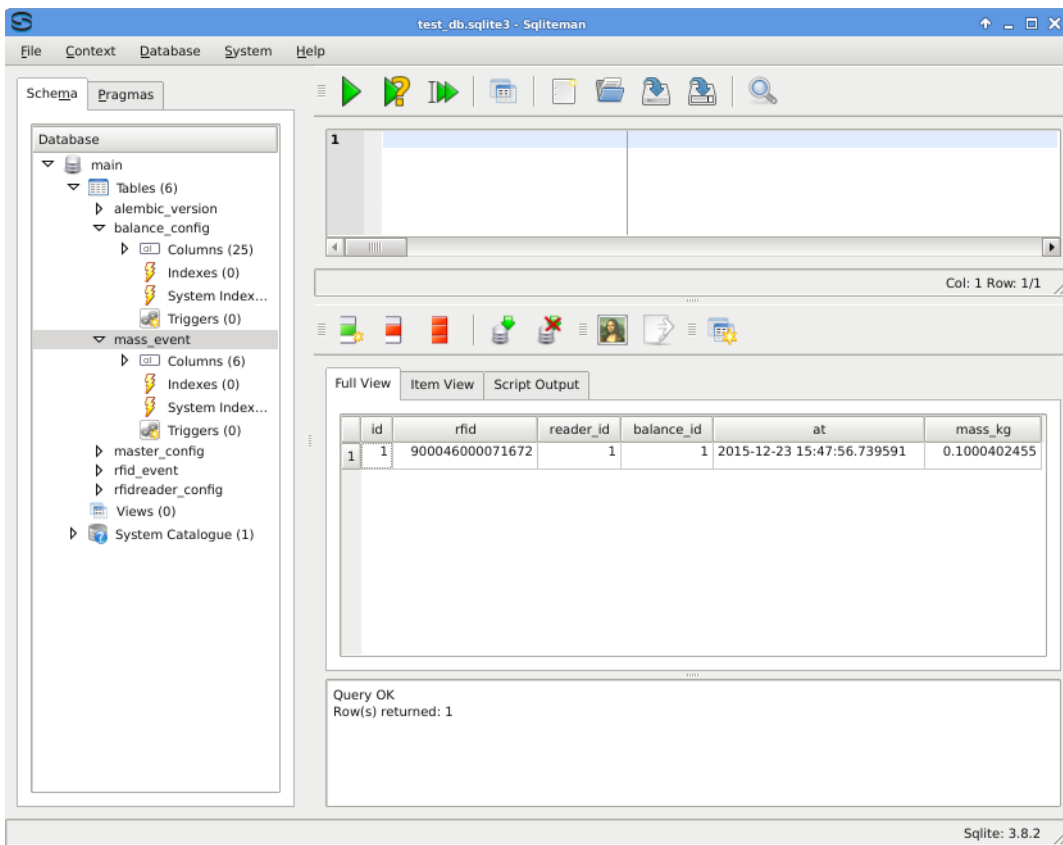 test_db.sqlite3 - Sqliteman
File Context Database System Help
Schema Pragmas
Database
main
Tables (6)
alembic_version
balance_config
Columns (25)
Indexes (0)
System Index...
Triggers (0)
mass_event
Columns (6)
Indexes (0)
System Index...
Triggers (0)
master_config
rfid_event
rfidreader_config
Views (0)
System Catalogue (1)
1
Col: 1 Row: 1/1
Full View Item View Script Output
id rfid reader_id balance_id at mass_kg
1 1 900046000071672 1 1 2015-12-23 15:47:56.739591 0.1000402455
Query OK
Row(s) returned: 1
Sqlite: 3.8.2